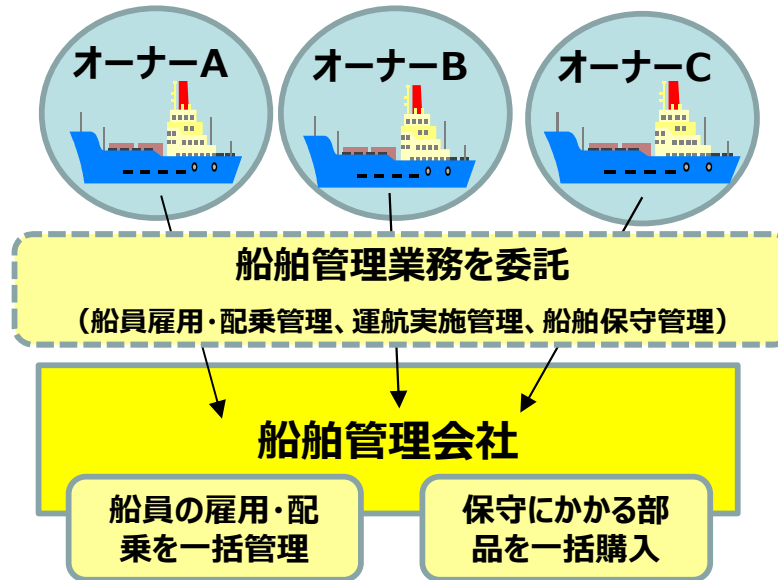 オーナーA
オーナーB
オーナーC
船舶管理業務を委託
（船員雇用・配乗管理、運航実施管理、船舶保守管理）
船舶管理会社
船員の雇用・配
乗を一括管理
保守にかかる部
品を一括購入